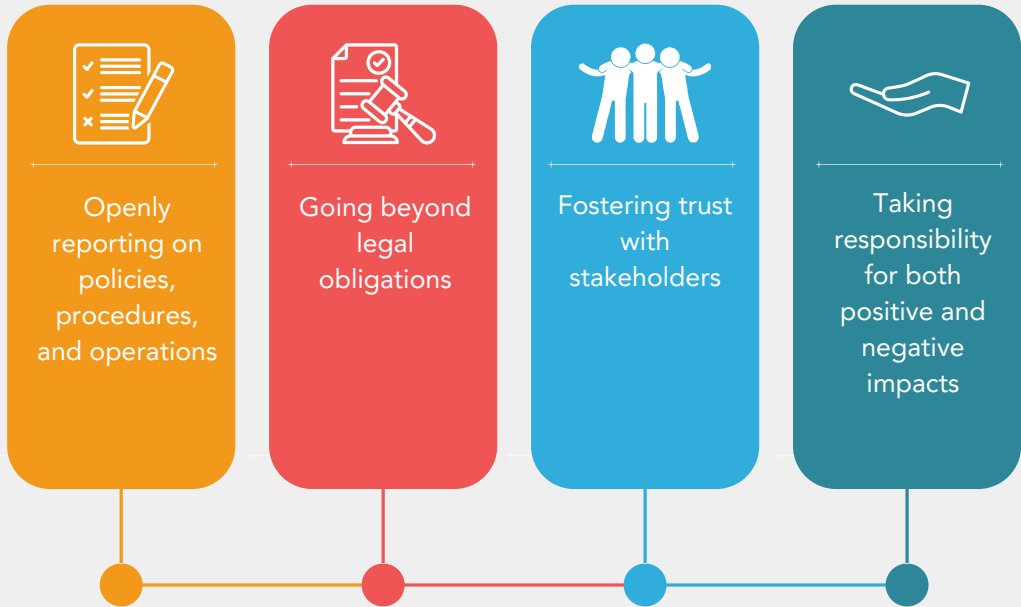 Openly
reporting on
policies,
procedures,
and operations
Going beyond
legal
obligations
Fostering trust
with
stakeholders
Taking
responsibility
for both
positive and
negative
impacts